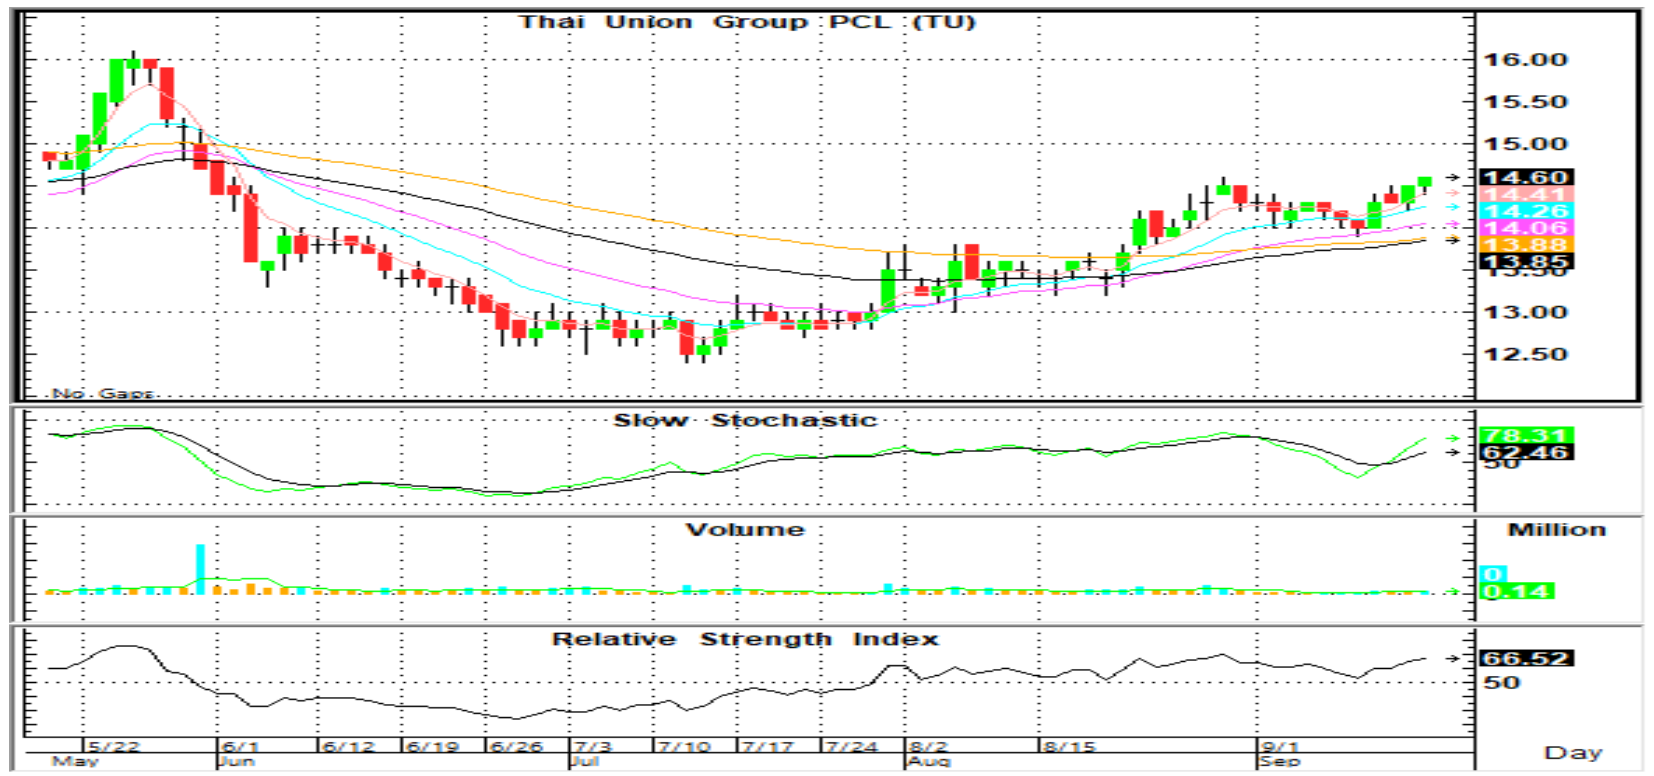 Thai Union Group PCL (TU)
16.00
15.50
15.00
14.60
14.41
14.26
14.06
13.88
13.85
13.50
13.00
12.50
No Gaps
Slow Stochastic
78.31
62.46
50
Volume
Million
0
0.14
Relative Strength Index
66.52
50
5/22 6/1 6/12 6/19 6/26 7/3 7/10 7/17 7/24 8/2 8/15 9/1
May Jun Jul Aug Sep
Day